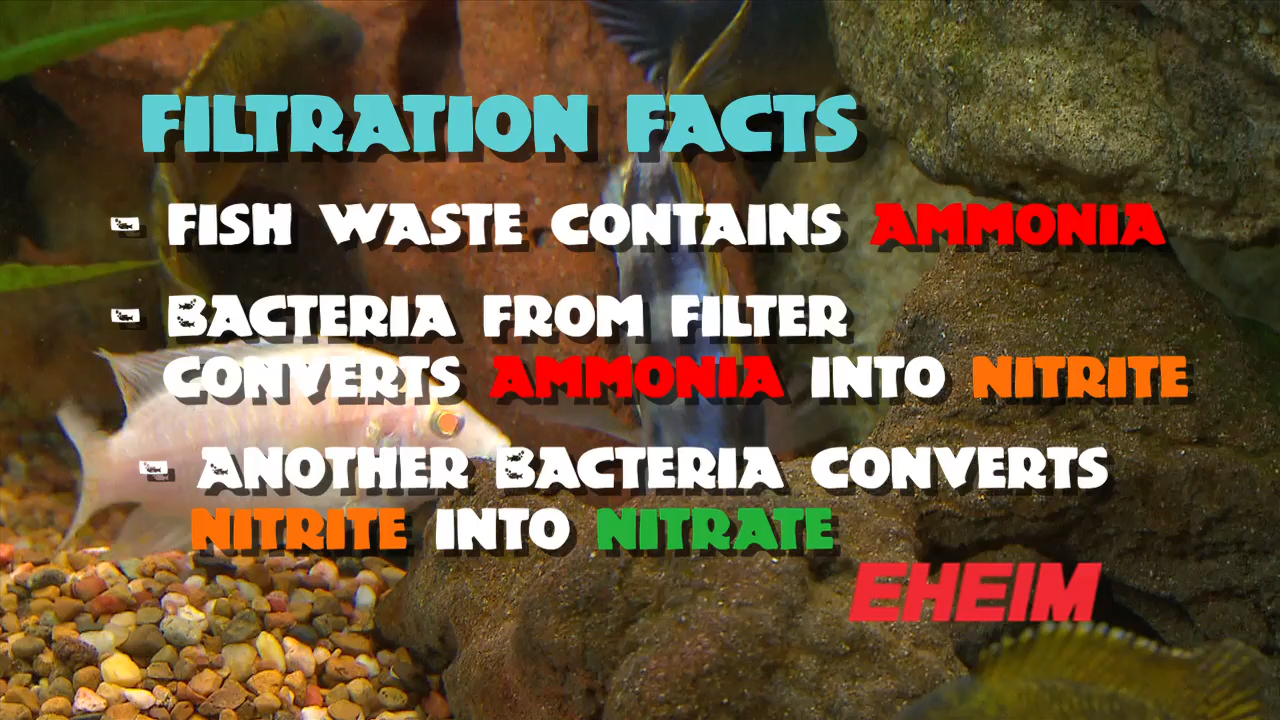 FILTRATION FACTS
- FISH WASTE CONTAINS AMMONIA
- BACTERIA FROM FILTER
CONVERTS AMMONIA INTO NITRITE
- ANOTHER BACTERIA CONVERTS
NITRITE INTO NITRATE
EHEIM